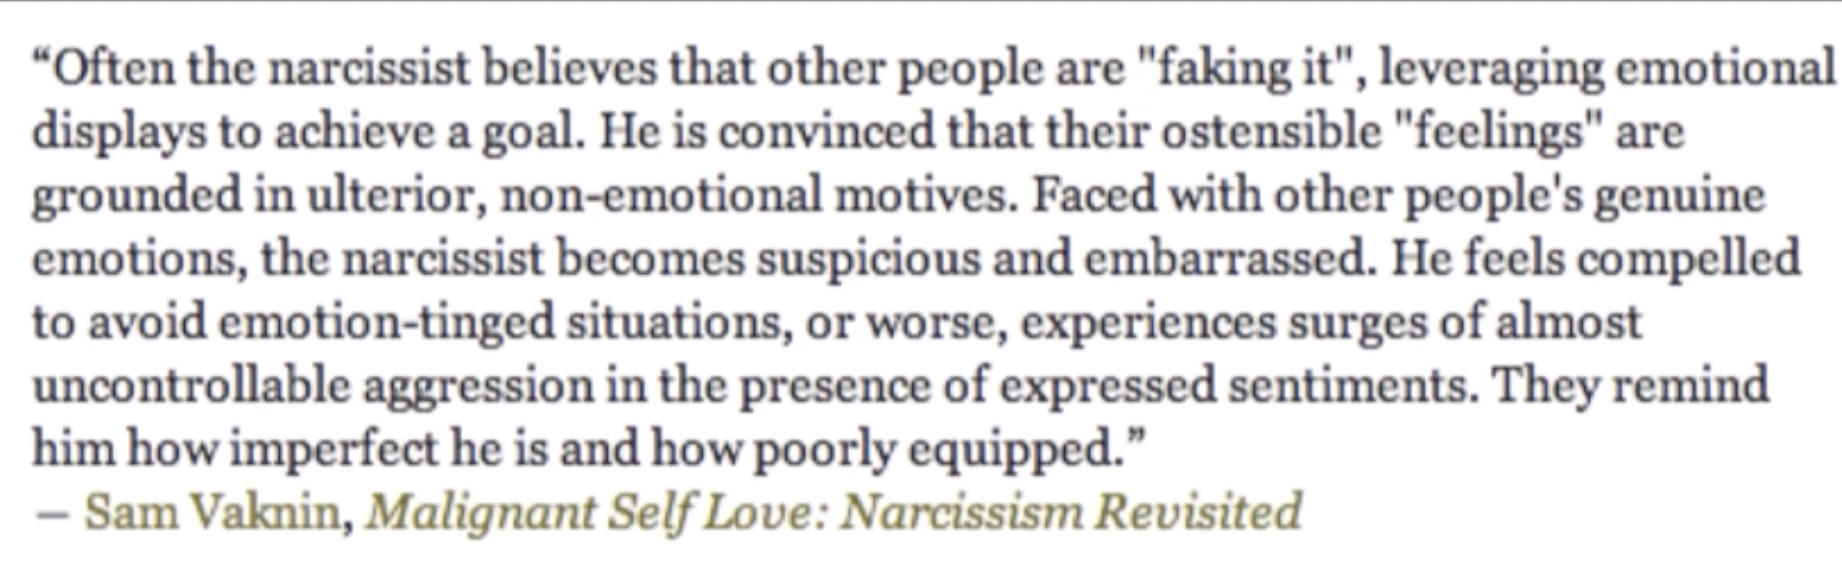 “Often the narcissist believes that other people are "faking it", leveraging emotional
displays to achieve a goal. He is convinced that their ostensible "feelings" are
grounded in ulterior, non-emotional motives. Faced with other people's genuine
emotions, the narcissist becomes suspicious and embarrassed. He feels compelled
to avoid emotion-tinged situations, or worse, experiences surges of almost
uncontrollable aggression in the presence of expressed sentiments. They remind
him how imperfect he is and how poorly equipped.”
— Sam Vaknin, Malignant Self Love: Narcissism Revisited